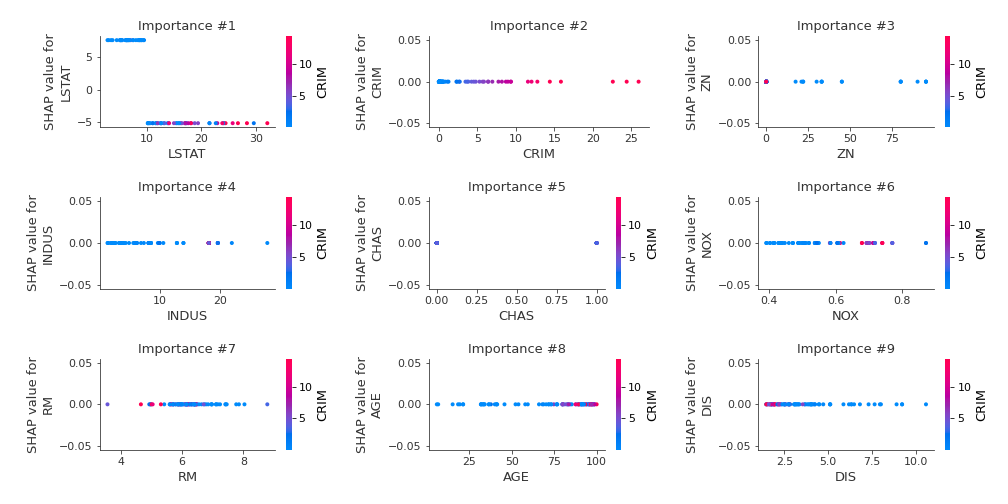 Importance #1
SHAP value for
LSTAT
5
0
−5
10
20
30
LSTAT
10
5
CRIM
Importance #2
SHAP value for
CRIM
0.05
0.00
−0.05
0
5
10
15
20
25
CRIM
10
5
CRIM
Importance #3
SHAP value for
ZN
0.05
0.00
−0.05
0
25
50
75
ZN
10
5
CRIM
Importance #4
SHAP value for
INDUS
0.05
0.00
−0.05
10
20
INDUS
10
5
CRIM
Importance #5
SHAP value for
CHAS
0.05
0.00
−0.05
0.00
0.25
0.50
0.75
1.00
CHAS
10
5
CRIM
Importance #6
SHAP value for
NOX
0.05
0.00
−0.05
0.4
0.6
0.8
NOX
10
5
CRIM
Importance #7
SHAP value for
RM
0.05
0.00
−0.05
4
6
8
RM
10
5
CRIM
Importance #8
SHAP value for
AGE
0.05
0.00
−0.05
25
50
75
100
AGE
10
5
CRIM
Importance #9
SHAP value for
DIS
0.05
0.00
−0.05
2.5
5.0
7.5
10.0
DIS
10
5
CRIM